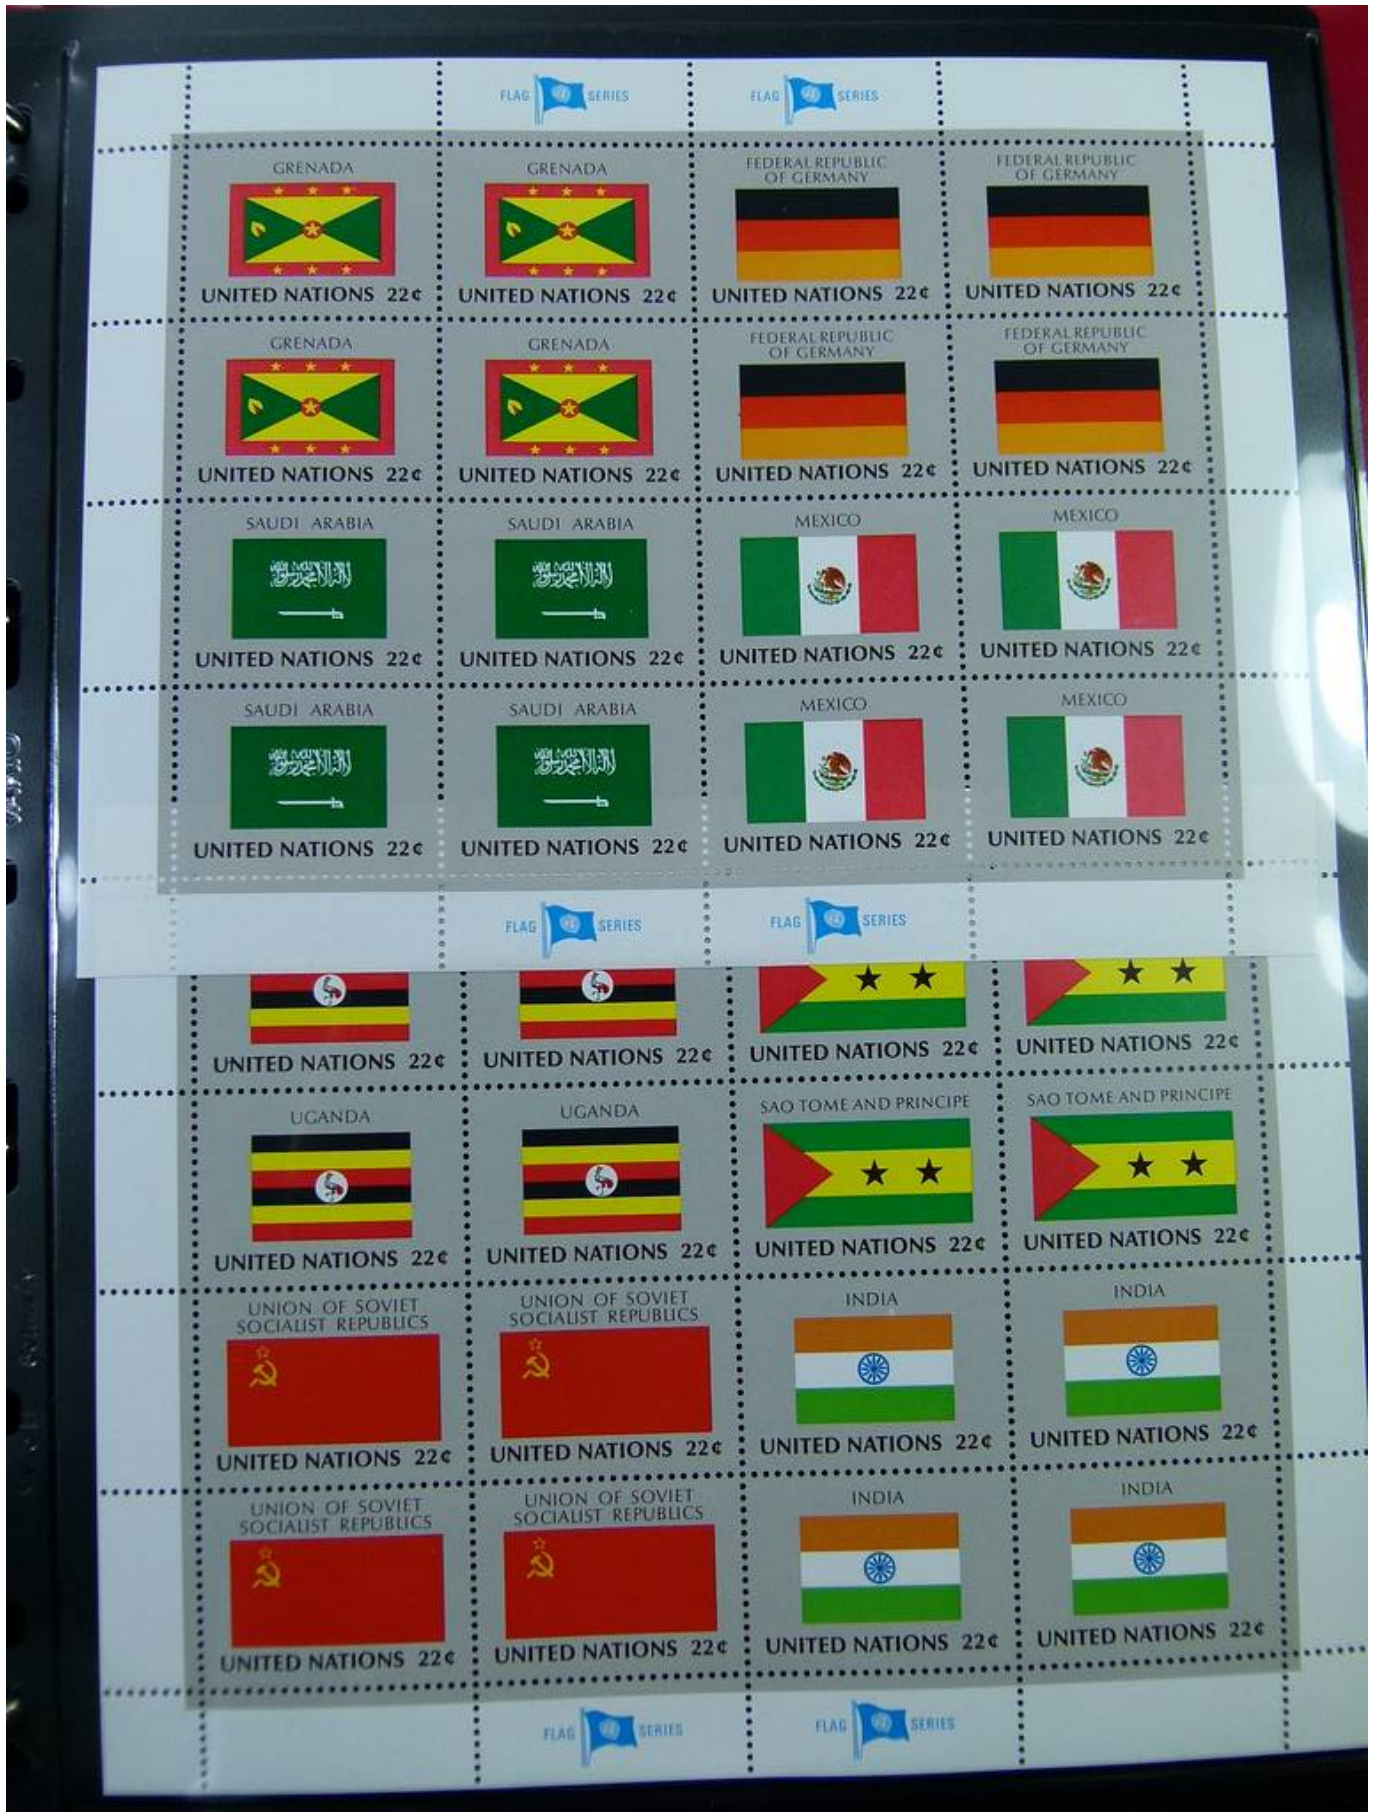 FLAG SERIES FLAG SERIES
GRENADA GRENADA FEDERAL REPUBLIC OF GERMANY FEDERAL REPUBLIC OF GERMANY
UNITED NATIONS 22¢ UNITED NATIONS 22¢ UNITED NATIONS 22¢ UNITED NATIONS 22¢
GRENADA GRENADA FEDERAL REPUBLIC OF GERMANY FEDERAL REPUBLIC OF GERMANY
UNITED NATIONS 22¢ UNITED NATIONS 22¢ UNITED NATIONS 22¢ UNITED NATIONS 22¢
SAUDI ARABIA SAUDI ARABIA MEXICO MEXICO
UNITED NATIONS 22¢ UNITED NATIONS 22¢ UNITED NATIONS 22¢ UNITED NATIONS 22¢
SAUDI ARABIA SAUDI ARABIA MEXICO MEXICO
UNITED NATIONS 22¢ UNITED NATIONS 22¢ UNITED NATIONS 22¢ UNITED NATIONS 22¢
FLAG SERIES FLAG SERIES
UNITED NATIONS 22¢ UNITED NATIONS 22¢ UNITED NATIONS 22¢ UNITED NATIONS 22¢
UGANDA UGANDA SAO TOME AND PRINCIPE SAO TOME AND PRINCIPE
UNITED NATIONS 22¢ UNITED NATIONS 22¢ UNITED NATIONS 22¢ UNITED NATIONS 22¢
UNION OF SOVIET SOCIALIST REPUBLICS UNION OF SOVIET SOCIALIST REPUBLICS INDIA INDIA
UNITED NATIONS 22¢ UNITED NATIONS 22¢ UNITED NATIONS 22¢ UNITED NATIONS 22¢
UNION OF SOVIET SOCIALIST REPUBLICS UNION OF SOVIET SOCIALIST REPUBLICS INDIA INDIA
UNITED NATIONS 22¢ UNITED NATIONS 22¢ UNITED NATIONS 22¢ UNITED NATIONS 22¢
FLAG SERIES FLAG SERIES